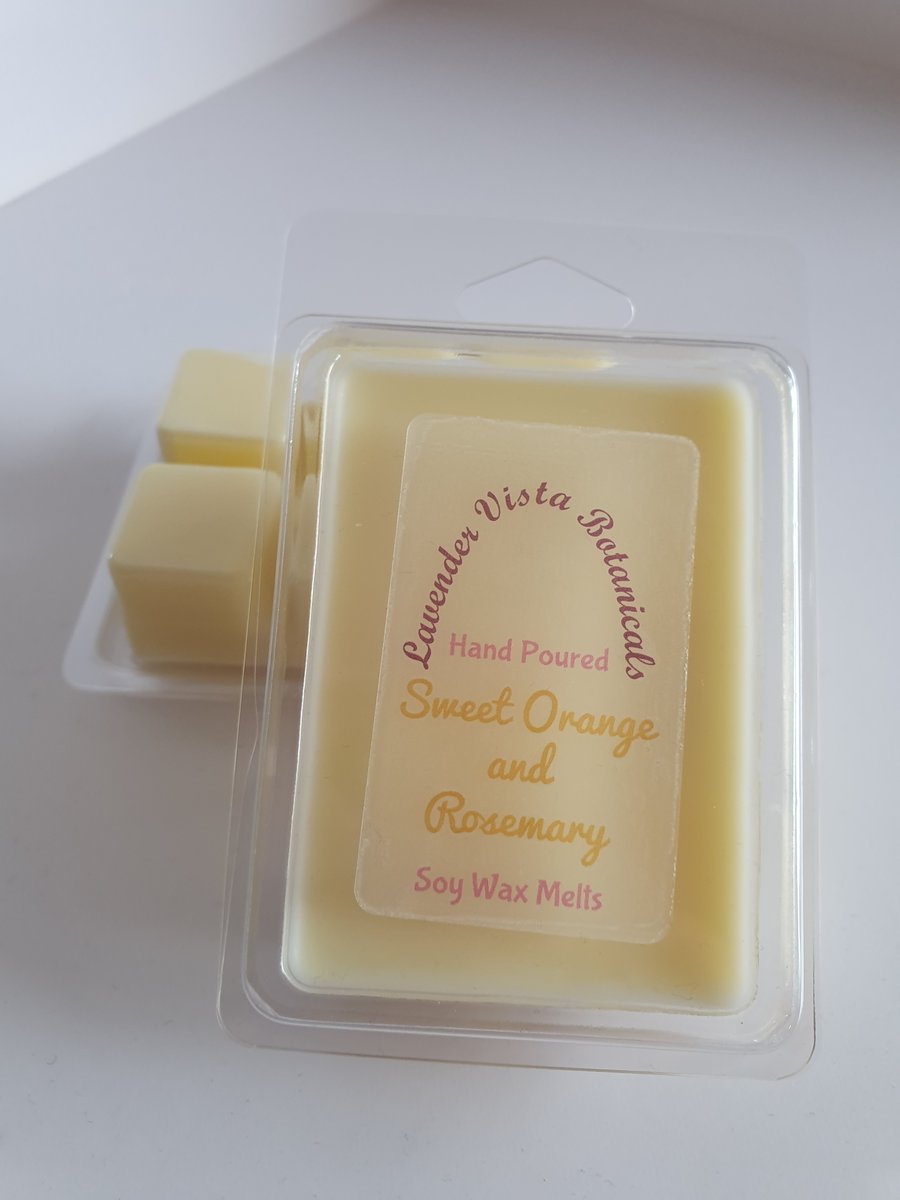 Lavender Vista Botanicals
Hand Poured
Sweet Orange
and
Rosemary
Soy Wax Melts